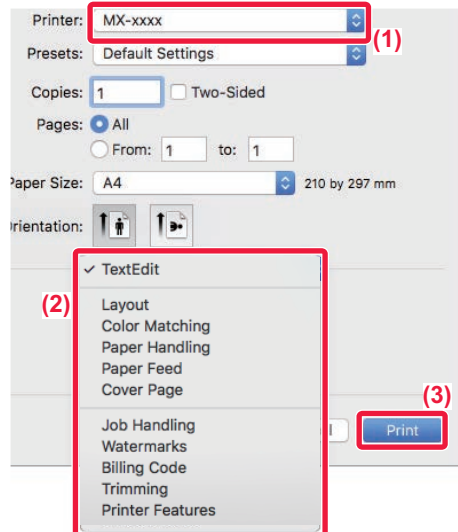 Printer: MX-xxxx
(1)
Presets: Default Settings
Copies: 1 Two-Sided
Pages: All
From: 1 to: 1
Paper Size: A4 210 by 297 mm
Orientation:
✓ TextEdit
(2)
Layout
Color Matching
Paper Handling
Paper Feed
Cover Page
(3)
Job Handling
Print
Watermarks
Billing Code
Trimming
Printer Features